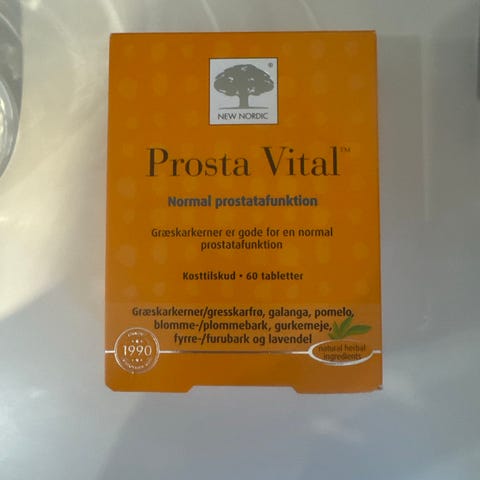 NEW NORDIC
®
Prosta Vital™
Normal prostatafunktion
Græskarkerner er gode for en normal
prostatafunktion
Kosttilskud • 60 tabletter
Græskarkerner/gresskarfrø, galanga, pomelo,
blomme-/plommebark, gurkemeje,
fyrre-/furubark og lavendel
1990
natural herbal
ingredients